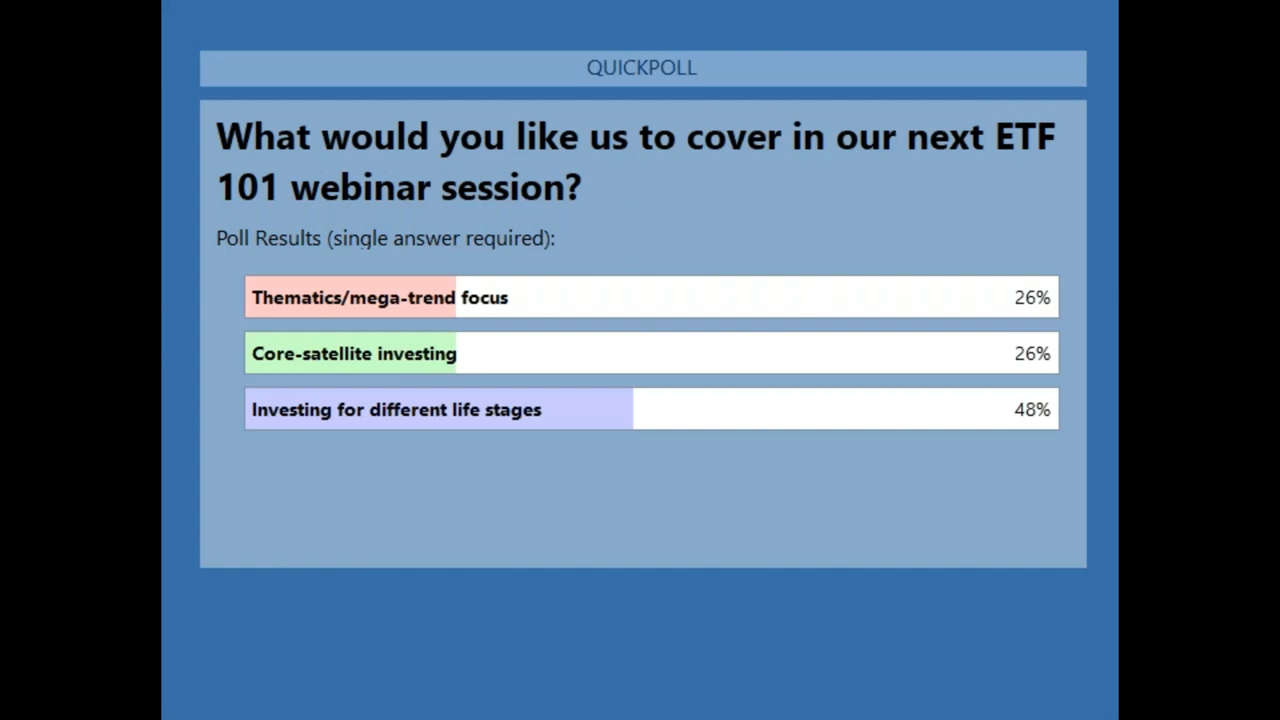 QUICKPOLL
What would you like us to cover in our next ETF
101 webinar session?
Poll Results (single answer required):
Thematics/mega-trend focus 26%
Core-satellite investing 26%
Investing for different life stages 48%